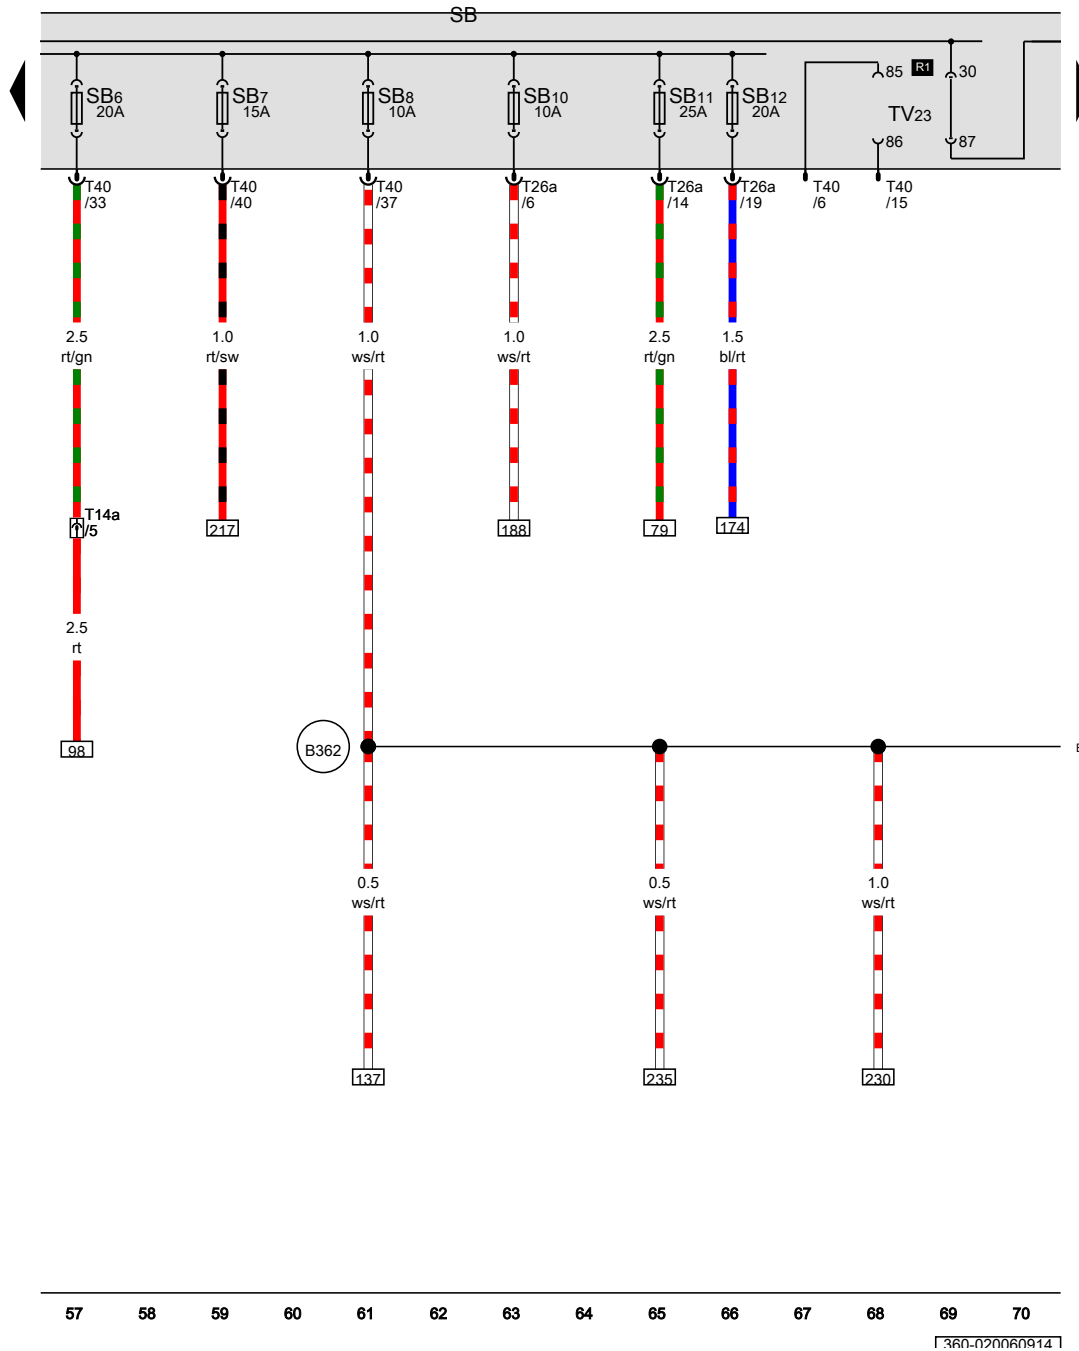 SB
85 R1 30
SB6 SB7 SB8 SB10 SB11 SB12
20A 15A 10A 10A 25A 20A
TV23
86 87
T40 T40 T40 T26a T26a T26a T40 T40
/33 /40 /37 /6 /14 /19 /6 /15
2.5 1.0 1.0 1.0 2.5 1.5
rt/gn rt/sw ws/rt ws/rt rt/gn bl/rt
T14a
/5
217 188 79 174
2.5
rt
98 B362
0.5 0.5 1.0
ws/rt ws/rt ws/rt
137 235 230
57 58 59 60 61 62 63 64 65 66 67 68 69 70
360-020060914